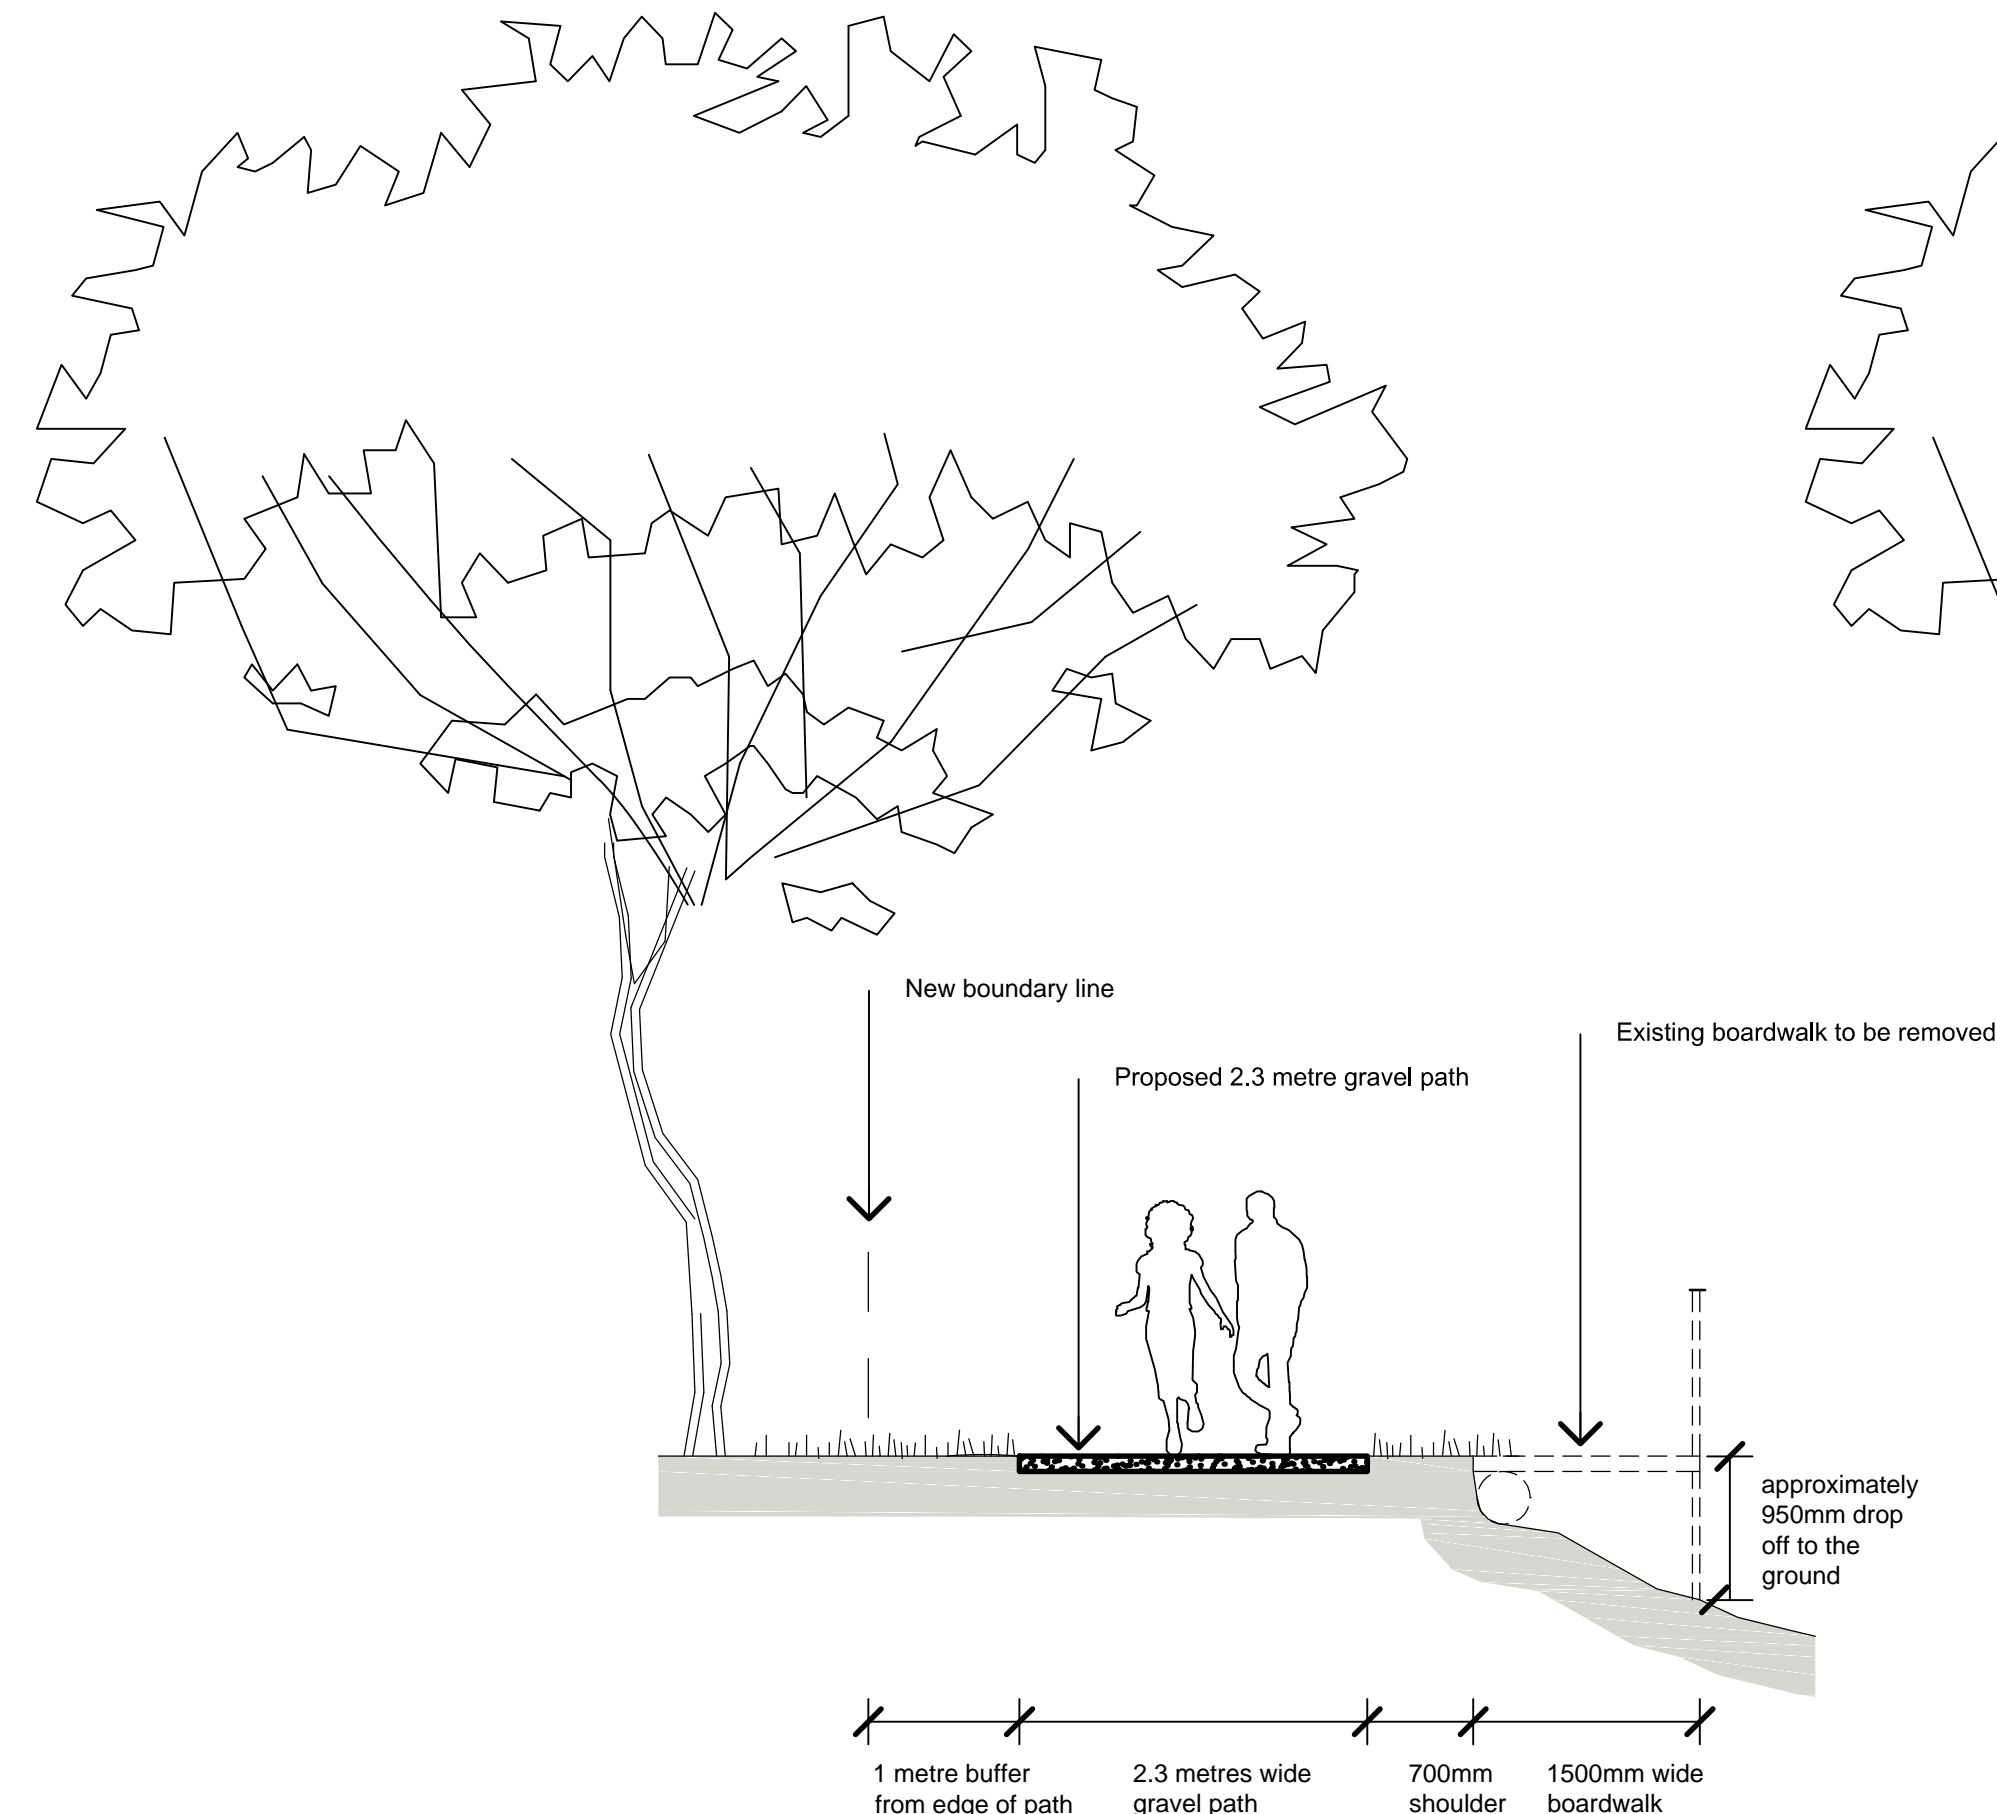 New boundary line
Existing boardwalk to be removed
Proposed 2.3 metre gravel path
approximately
950mm drop
off to the
ground
1 metre buffer
from edge of path
2.3 metres wide
gravel path
700mm
shoulder
1500mm wide
boardwalk